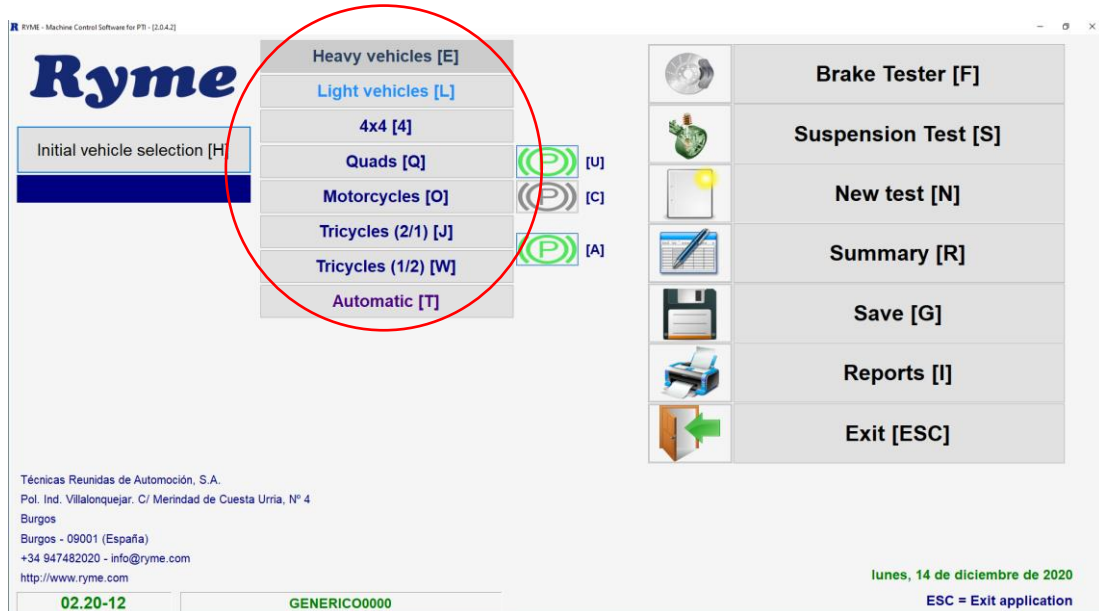 RYME - Machine Control Software for PTI - [2.0.4.2]
Ryme
Initial vehicle selection [H]
Heavy vehicles [E]
Light vehicles [L]
4x4 [4]
Quads [Q]
Motorcycles [O]
Tricycles (2/1) [J]
Tricycles (1/2) [W]
Automatic [T]
(P) [U]
(P) [C]
(P) [A]
Brake Tester [F]
Suspension Test [S]
New test [N]
Summary [R]
Save [G]
Reports [I]
Exit [ESC]
Técnicas Reunidas de Automoción, S.A.
Pol. Ind. Villalonquejar. C/ Merindad de Cuesta Urria, Nº 4
Burgos
Burgos - 09001 (España)
+34 947482020 - info@ryme.com
http://www.ryme.com
lunes, 14 de diciembre de 2020
02.20-12
GENERICO0000
ESC = Exit application